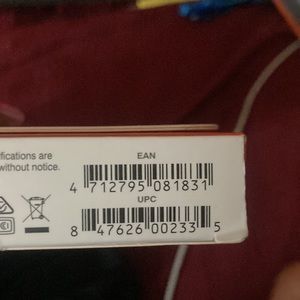 EAN
ifications are
without notice.
4 712795 081831
UPC
8 47626 00233 5